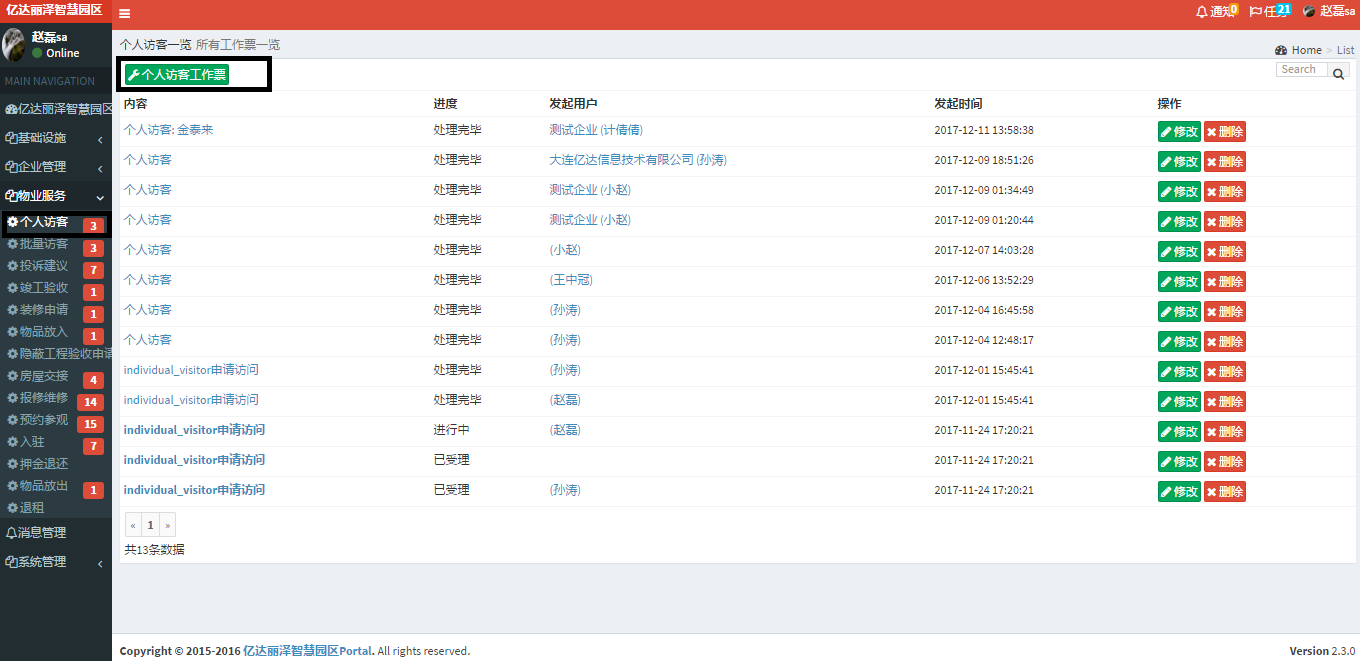 亿达丽泽智慧园区
通知 0 任务 21 赵磊sa
赵磊sa
Online
MAIN NAVIGATION
亿达丽泽智慧园区
基础设施
企业管理
物业服务
个人访客 3
批量访客 3
投诉建议 7
竣工验收 1
装修申请 1
物品放入 1
隐蔽工程验收申请
房屋交接 4
报修维修 14
预约参观 15
入驻 7
押金退还
物品放出 1
退租
消息管理
系统管理
个人访客一览 所有工作票一览
Home > List
个人访客工作票
Search
内容 进度 发起用户 发起时间 操作
个人访客: 金泰来 处理完毕 测试企业 (计倩倩) 2017-12-11 13:58:38 修改 删除
个人访客 处理完毕 大连亿达信息技术有限公司 (孙涛) 2017-12-09 18:51:26 修改 删除
个人访客 处理完毕 测试企业 (小赵) 2017-12-09 01:34:49 修改 删除
个人访客 处理完毕 测试企业 (小赵) 2017-12-09 01:20:44 修改 删除
个人访客 处理完毕 (小赵) 2017-12-07 14:03:28 修改 删除
个人访客 处理完毕 (王中冠) 2017-12-06 13:52:29 修改 删除
个人访客 处理完毕 (孙涛) 2017-12-04 16:45:58 修改 删除
个人访客 处理完毕 (孙涛) 2017-12-04 12:48:17 修改 删除
individual_visitor申请访问 处理完毕 (孙涛) 2017-12-01 15:45:41 修改 删除
individual_visitor申请访问 处理完毕 (赵磊) 2017-12-01 15:45:41 修改 删除
individual_visitor申请访问 进行中 (赵磊) 2017-11-24 17:20:21 修改 删除
individual_visitor申请访问 已受理 2017-11-24 17:20:21 修改 删除
individual_visitor申请访问 已受理 (孙涛) 2017-11-24 17:20:21 修改 删除
« 1 »
共13条数据
Copyright © 2015-2016 亿达丽泽智慧园区Portal. All rights reserved.
Version 2.3.0